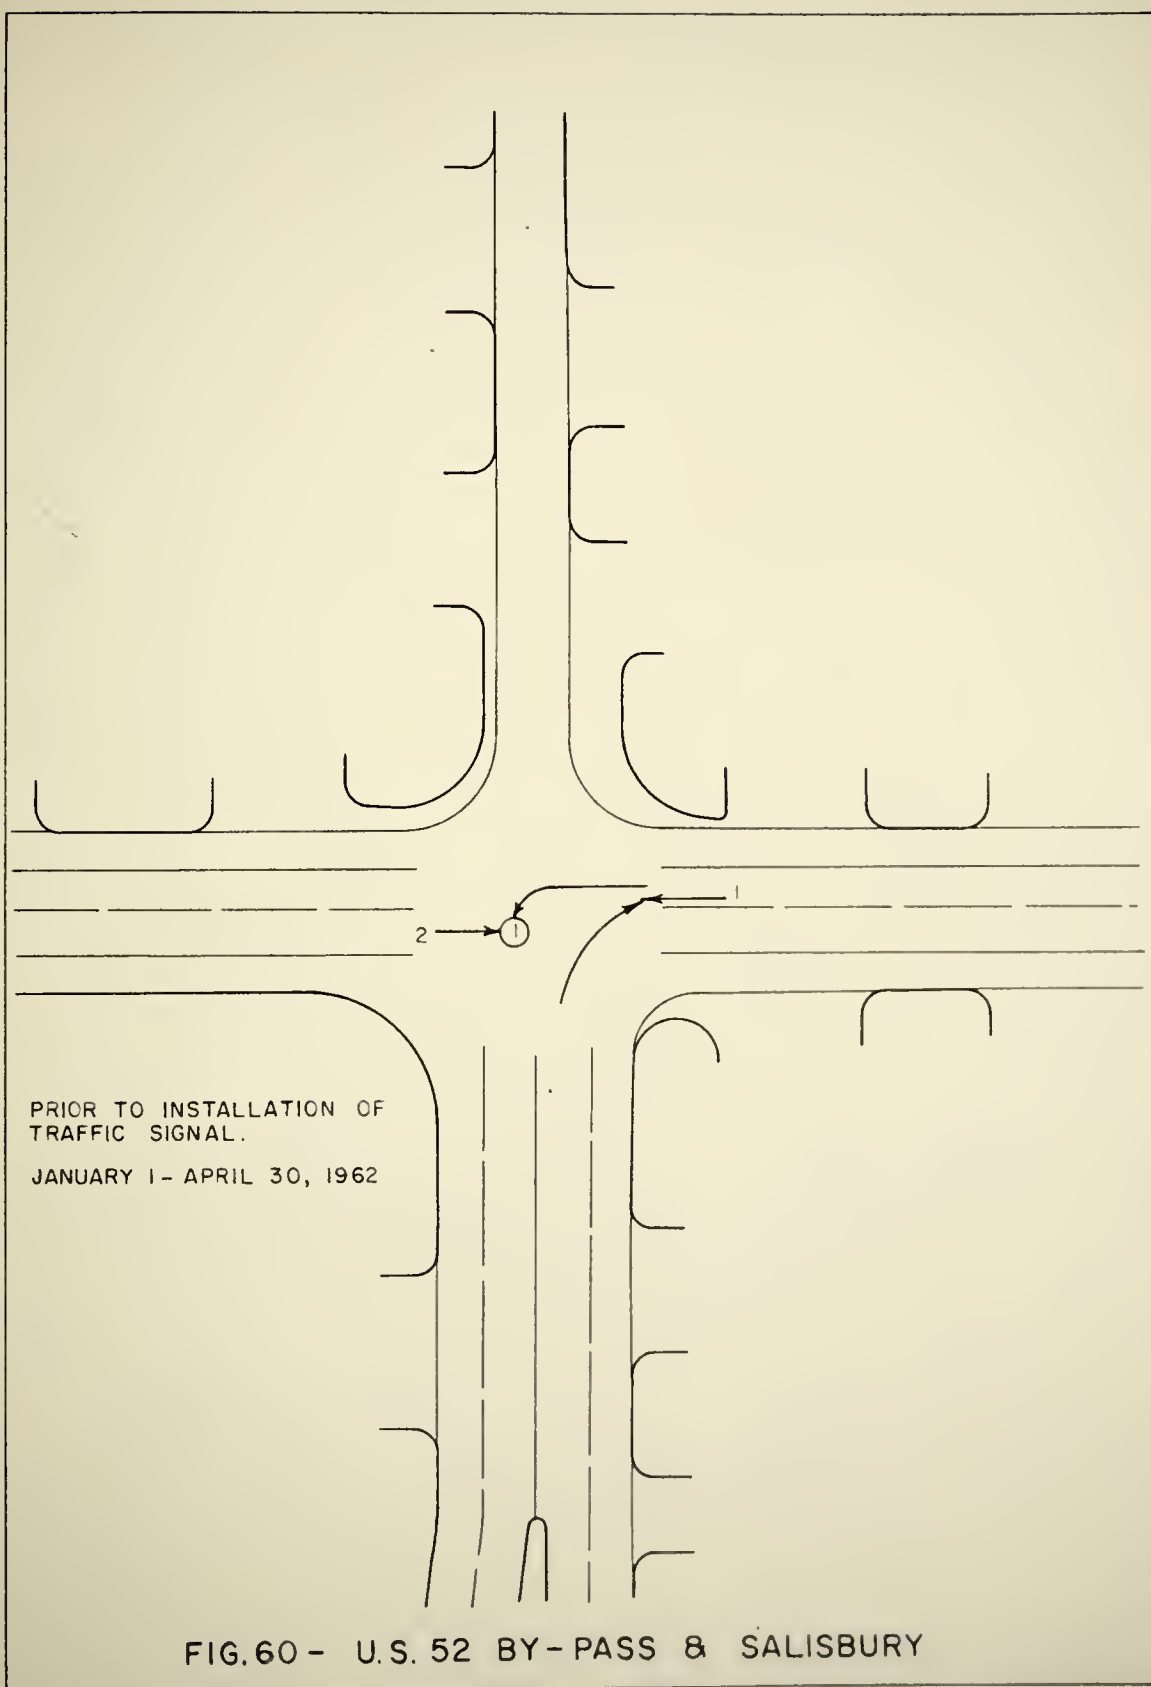 1
1
2
PRIOR TO INSTALLATION OF
TRAFFIC SIGNAL.
JANUARY 1 - APRIL 30, 1962
FIG. 60 - U.S. 52 BY-PASS & SALISBURY